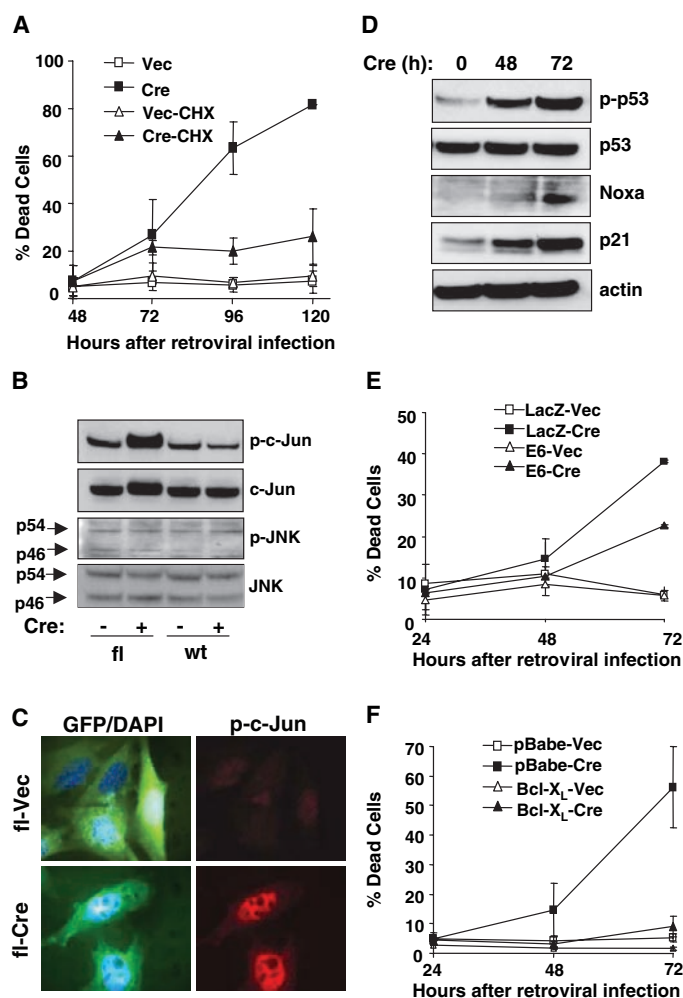 A
100
80
60
40
20
0
% Dead Cells
Vec
Cre
Vec-CHX
Cre-CHX
48 72 96 120
Hours after retroviral infection
B
p-c-Jun
c-Jun
p54
p46
p-JNK
p54
p46
JNK
Cre: - + - +
fl wt
C
GFP/DAPI p-c-Jun
fl-Vec
fl-Cre
D
Cre (h): 0 48 72
p-p53
p53
Noxa
p21
actin
E
50
40
30
20
10
0
% Dead Cells
LacZ-Vec
LacZ-Cre
E6-Vec
E6-Cre
24 48 72
Hours after retroviral infection
F
70
60
50
40
30
20
10
0
% Dead Cells
pBabe-Vec
pBabe-Cre
Bcl-XL-Vec
Bcl-XL-Cre
24 48 72
Hours after retroviral infection